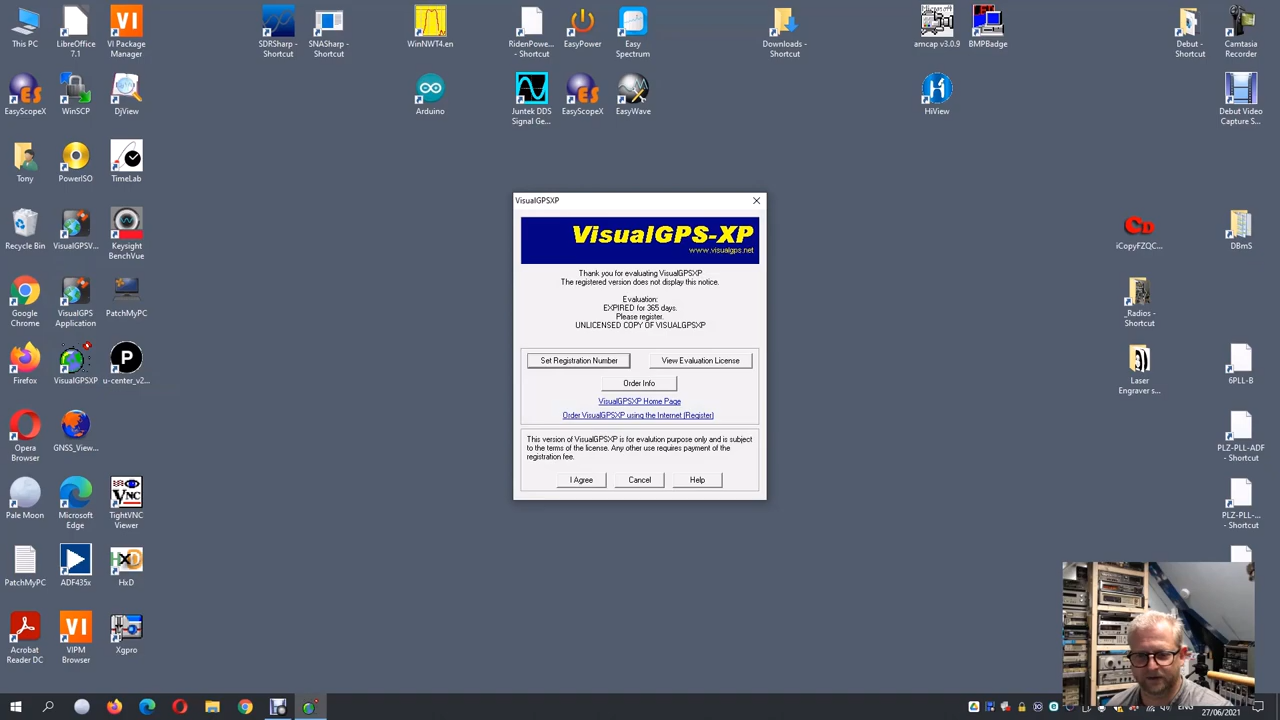 This PC
LibreOffice 7.1
VI Package Manager
SDRSharp - Shortcut
SNASharp - Shortcut
WinNWT4.en
RidenPowe... - Shortcut
EasyPower
Easy Spectrum
Downloads - Shortcut
amcap v3.0.9
BMPBadge
Debut - Shortcut
Camtasia Recorder
EasyScopeX
WinSCP
DjView
Arduino
Juntek DDS Signal Ge...
EasyScopeX
EasyWave
HiView
Debut Video Capture S...
Tony
PowerISO
TimeLab
Recycle Bin
VisualGPSV...
Keysight BenchVue
iCopyFZQC...
DBmS
Google Chrome
VisualGPS Application
PatchMyPC
_Radios - Shortcut
Firefox
VisualGPSXP
u-center_v2...
Laser Engraver s...
6PLL-B
Opera Browser
GNSS_View...
PLZ-PLL-ADF - Shortcut
Pale Moon
Microsoft Edge
TightVNC Viewer
PLZ-PLL-... - Shortcut
PatchMyPC
ADF435x
HxD
Acrobat Reader DC
VIPM Browser
Xgpro
VisualGPSXP
VisualGPS-XP
www.visualgps.net
Thank you for evaluating VisualGPSXP
The registered version does not display this notice.
Evaluation:
EXPIRED for 365 days.
Please register.
UNLICENSED COPY OF VISUALGPSXP
Set Registration Number
View Evaluation License
Order Info
VisualGPSXP Home Page
Order VisualGPSXP using the Internet (Register)
This version of VisualGPSXP is for evalution purpose only and is subject
to the terms of the license. Any other use requires payment of the
registration fee.
I Agree
Cancel
Help
ENG
27/06/2021